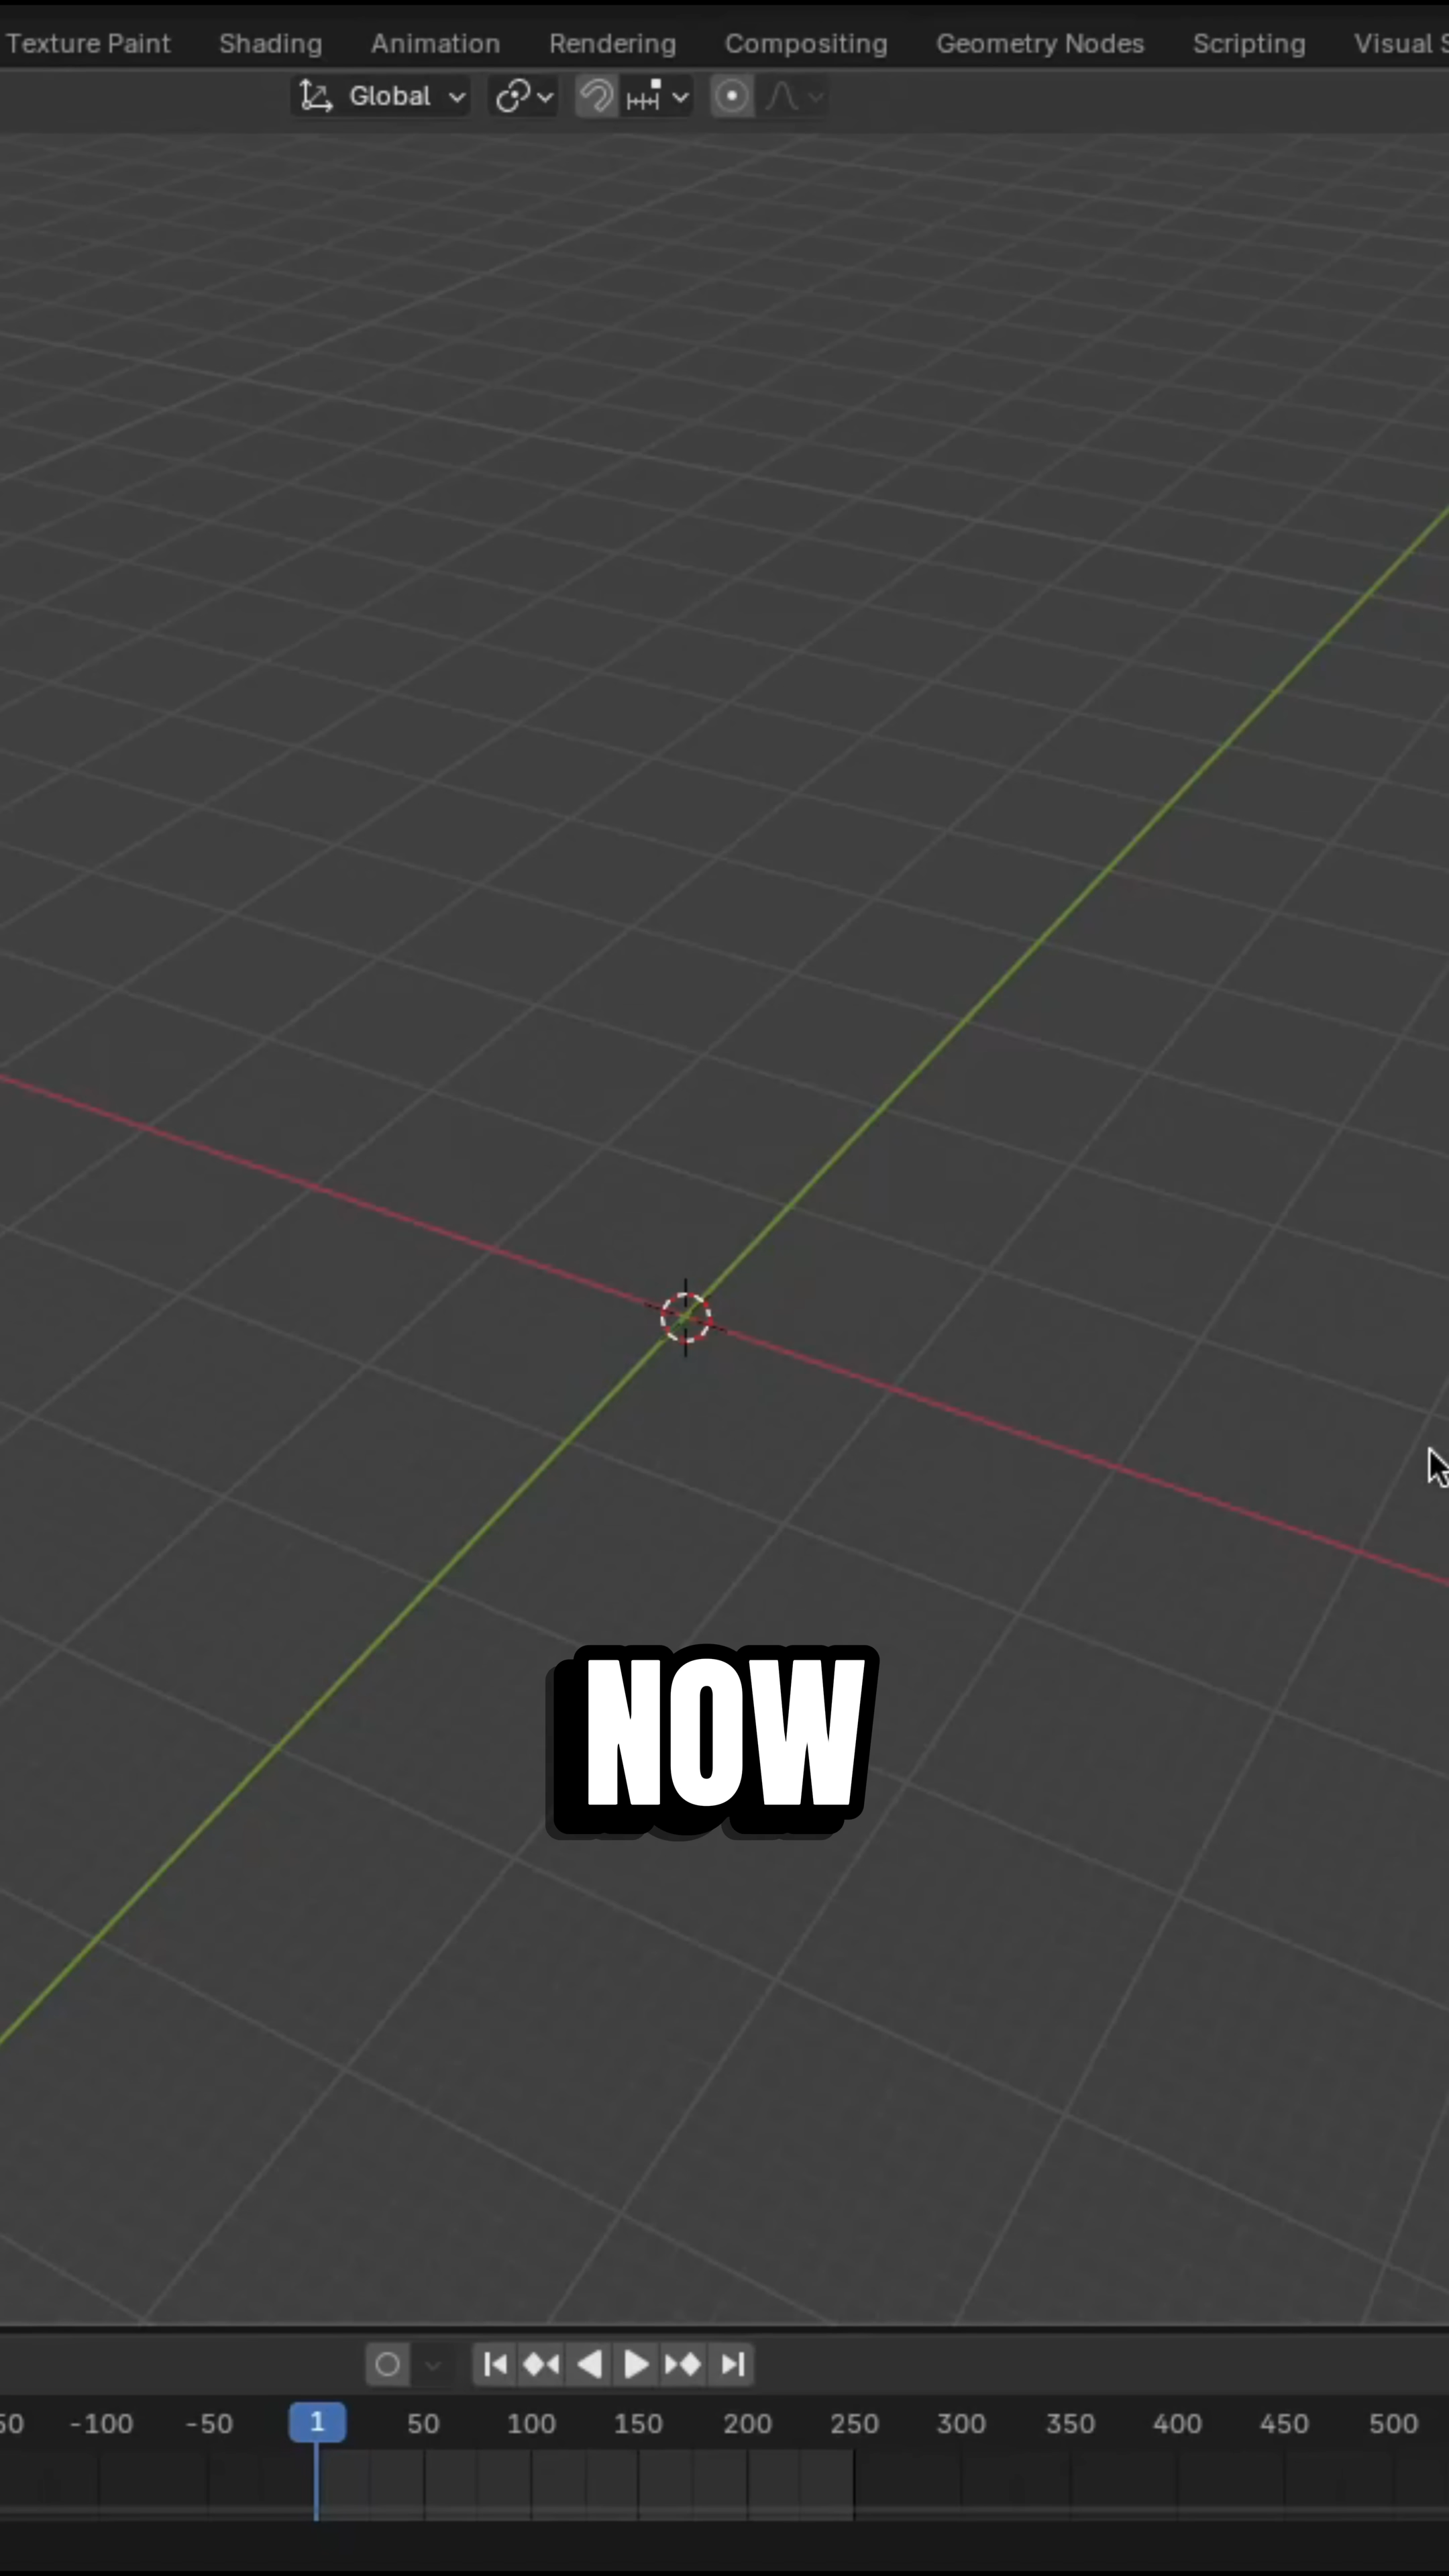 Texture Paint Shading Animation Rendering Compositing Geometry Nodes Scripting Visual
Global
NOW
-100 -50 1 50 100 150 200 250 300 350 400 450 500